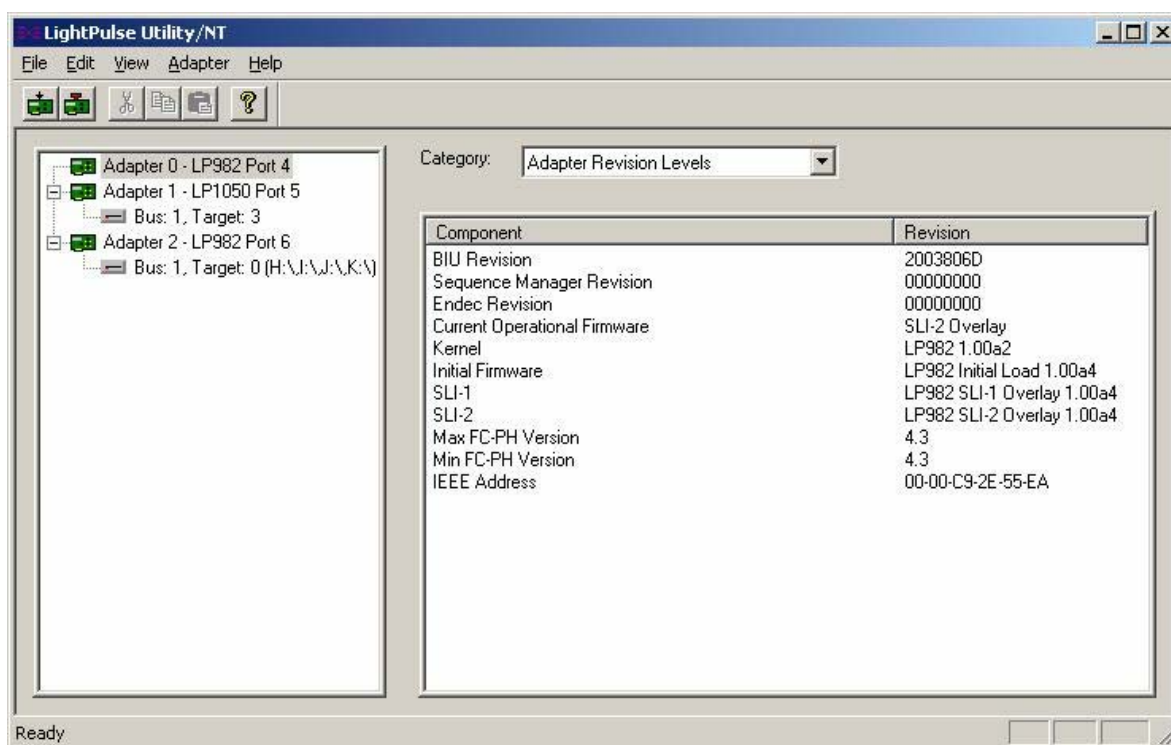 LightPulse Utility/NT
File Edit View Adapter Help
Adapter 0 - LP982 Port 4
Adapter 1 - LP1050 Port 5
Bus: 1, Target: 3
Adapter 2 - LP982 Port 6
Bus: 1, Target: 0 (H:\,I:\,J:\,K:\)
Category: Adapter Revision Levels
Component Revision
BIU Revision 2003806D
Sequence Manager Revision 00000000
Endec Revision 00000000
Current Operational Firmware SLI-2 Overlay
Kernel LP982 1.00a2
Initial Firmware LP982 Initial Load 1.00a4
SLI-1 LP982 SLI-1 Overlay 1.00a4
SLI-2 LP982 SLI-2 Overlay 1.00a4
Max FC-PH Version 4.3
Min FC-PH Version 4.3
IEEE Address 00-00-C9-2E-55-EA
Ready